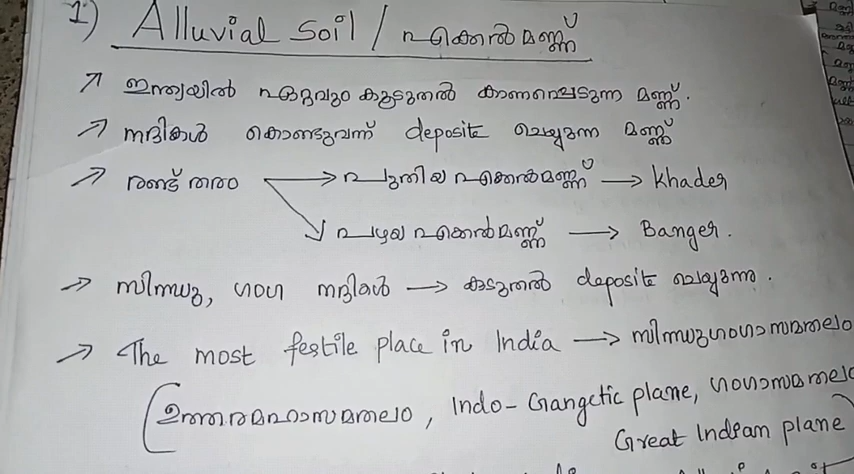 1) Alluvial Soil / എക്കൽമണ്ണ്
→ ഇന്ത്യയിൽ ഏറ്റവും കൂടുതൽ കാണപ്പെടുന്ന മണ്ണ്.
→ നദികൾ കൊണ്ടുവന്ന് deposite ചെയ്യുന്ന മണ്ണ്
→ രണ്ട് തരം → പുതിയ എക്കൽമണ്ണ് → Khader
പഴയ എക്കൽമണ്ണ് → Banger.
→ സിന്ധു, ഗംഗ നദികൾ → കൂടുതൽ deposite ചെയ്യുന്നു.
→ The most festile place in India → സിന്ധുഗംഗാസമതലം
(ഉത്തരമഹാസമതലം, Indo-Gangetic plane, ഗംഗാസമതലം
Great Indian plane